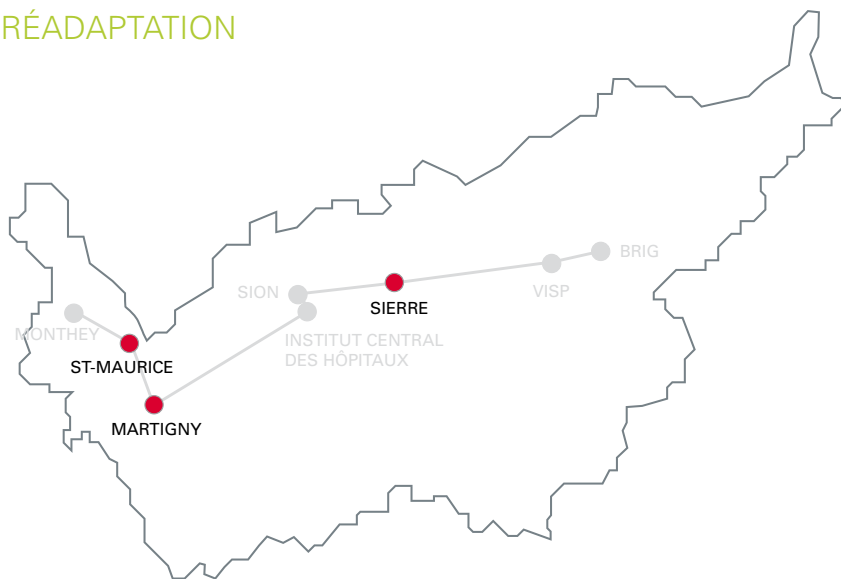 RÉADAPTATION
BRIG
SION
VISP
SIERRE
MONTHEY
INSTITUT CENTRAL
DES HÔPITAUX
ST-MAURICE
MARTIGNY